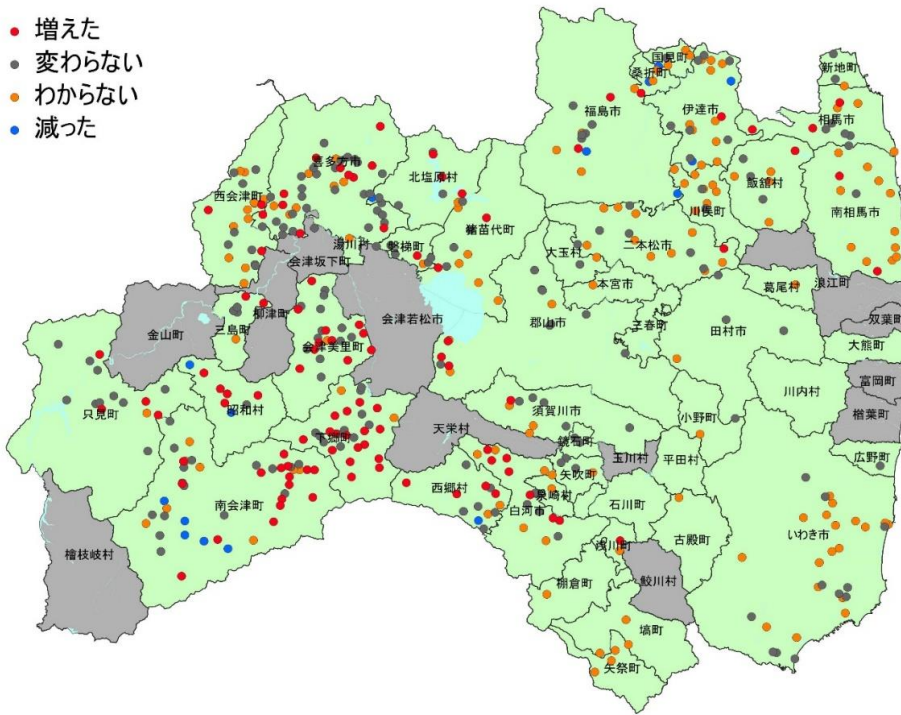 増えた
変わらない
わからない
減った
国見町
桑折町
新地町
福島市
伊達市
相馬市
喜多方市
北塩原村
西会津町
飯舘村
川俣町
南相馬市
猪苗代町
湯川村
磐梯町
大玉村
二本松市
会津坂下町
本宮市
葛尾村
浪江町
会津若松市
柳津町
三島町
金山町
郡山市
三春町
田村市
双葉町
大熊町
会津美里町
富岡町
川内村
楢葉町
只見町
昭和村
須賀川市
小野町
下郷町
天栄村
鏡石町
玉川村
平田村
広野町
矢吹町
西郷村
泉崎村
南会津町
白河市
石川町
古殿町
いわき市
檜枝岐村
浅川町
棚倉町
鮫川村
塙町
矢祭町